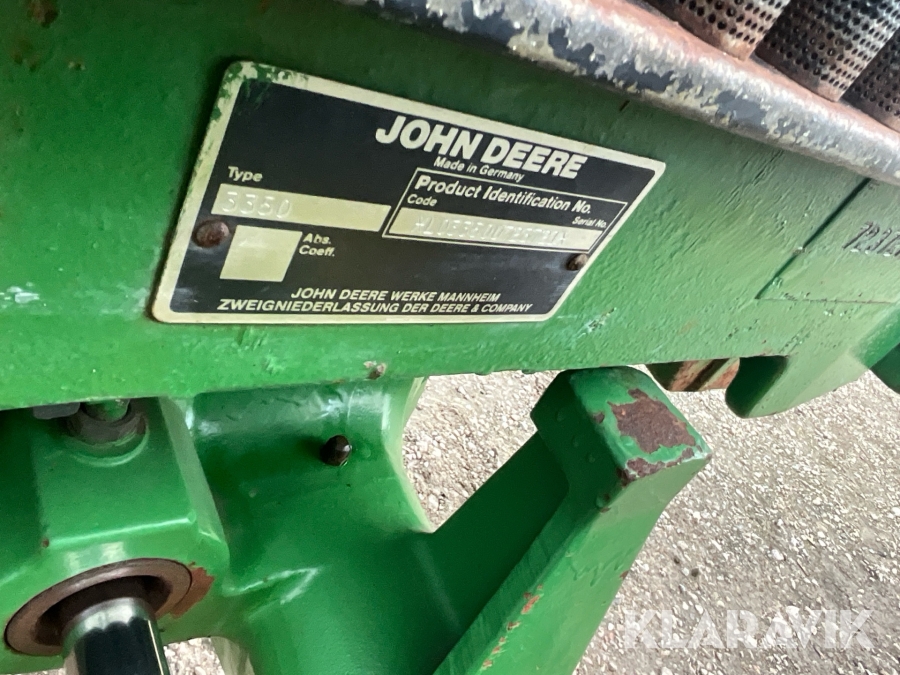 JOHN DEERE
Made in Germany
Type
3350
Product Identification No.
Code
Serial No.
Abs.
Coeff.
JOHN DEERE WERKE MANNHEIM
ZWEIGNIEDERLASSUNG DER DEERE & COMPANY
KLARAVIK